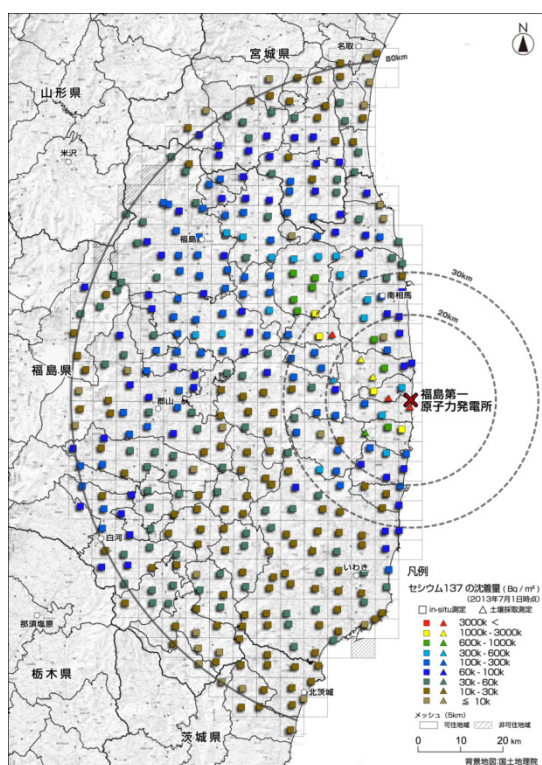 宮城県
名取
N
80km
山形県
米沢
福島
30km
南相馬
20km
福島県
福島第一
原子力発電所
郡山
白河
いわき
那須塩原
栃木県
北茨城
茨城県
凡例
セシウム137 の沈着量 ( Bq / m² )
(2013年7月1日時点)
in-situ測定 土壌採取測定
3000k <
1000k - 3000k
600k - 1000k
300k - 600k
100k - 300k
60k - 100k
30k - 60k
10k - 30k
≦ 10k
メッシュ (5km)
可住地域 非可住地域
0 10 20
km
背景地図:国土地理院